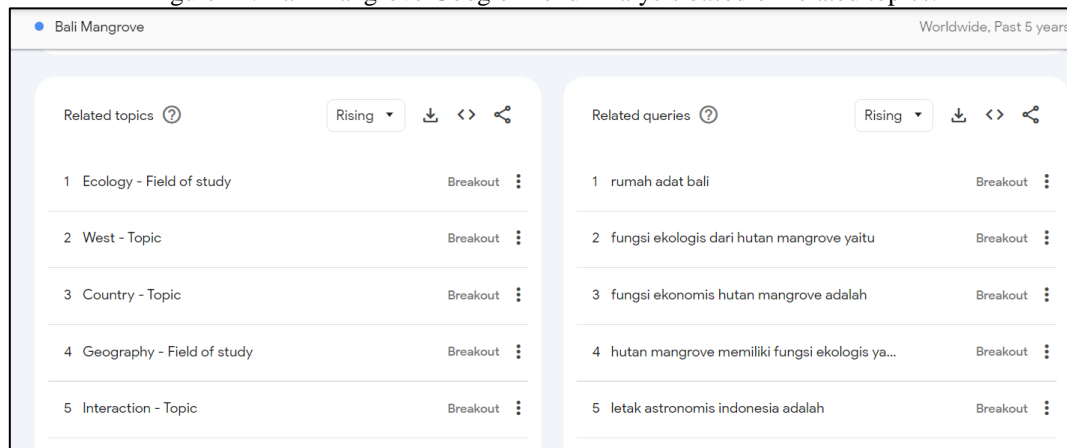 Bali Mangrove
Worldwide, Past 5 years
Related topics
Rising
1 Ecology - Field of study Breakout
2 West - Topic Breakout
3 Country - Topic Breakout
4 Geography - Field of study Breakout
5 Interaction - Topic Breakout
Related queries
Rising
1 rumah adat bali Breakout
2 fungsi ekologis dari hutan mangrove yaitu Breakout
3 fungsi ekonomis hutan mangrove adalah Breakout
4 hutan mangrove memiliki fungsi ekologis ya... Breakout
5 letak astronomis indonesia adalah Breakout